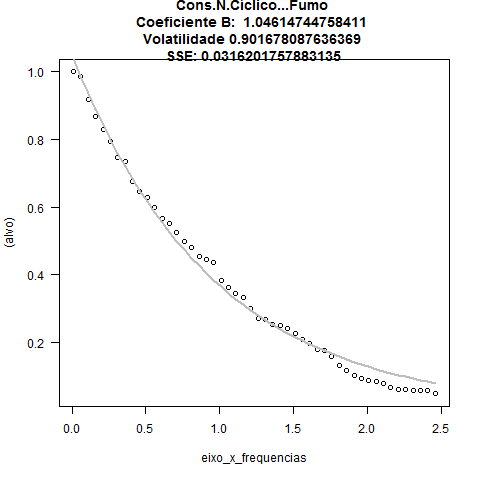 Cons.N.Ciclico...Fumo
Coeficiente B:  1.04614744758411
Volatilidade 0.901678087636369
SSE: 0.0316201757883135
1.0
0.8
0.6
0.4
0.2
(alvo)
0.0 0.5 1.0 1.5 2.0 2.5
eixo_x_frequencias